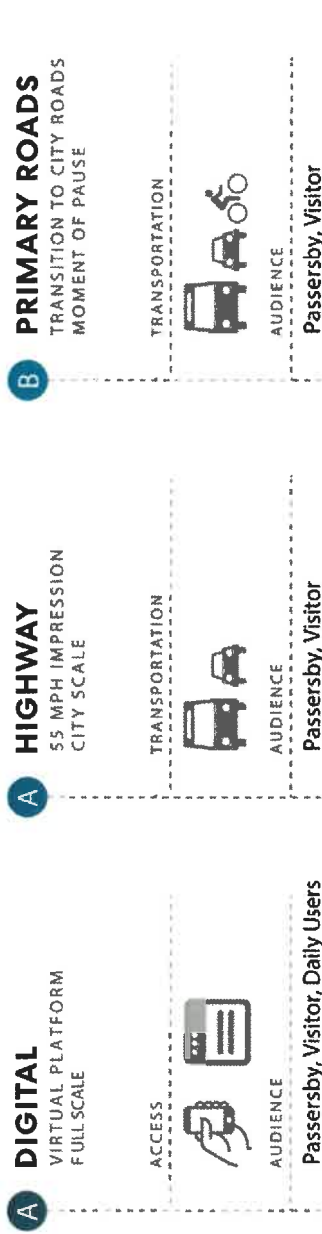 A DIGITAL
VIRTUAL PLATFORM
FULL SCALE
ACCESS
AUDIENCE
Passersby, Visitor, Daily Users
A HIGHWAY
55 MPH IMPRESSION
CITY SCALE
TRANSPORTATION
AUDIENCE
Passersby, Visitor
B PRIMARY ROADS
TRANSITION TO CITY ROADS
MOMENT OF PAUSE
TRANSPORTATION
AUDIENCE
Passersby, Visitor